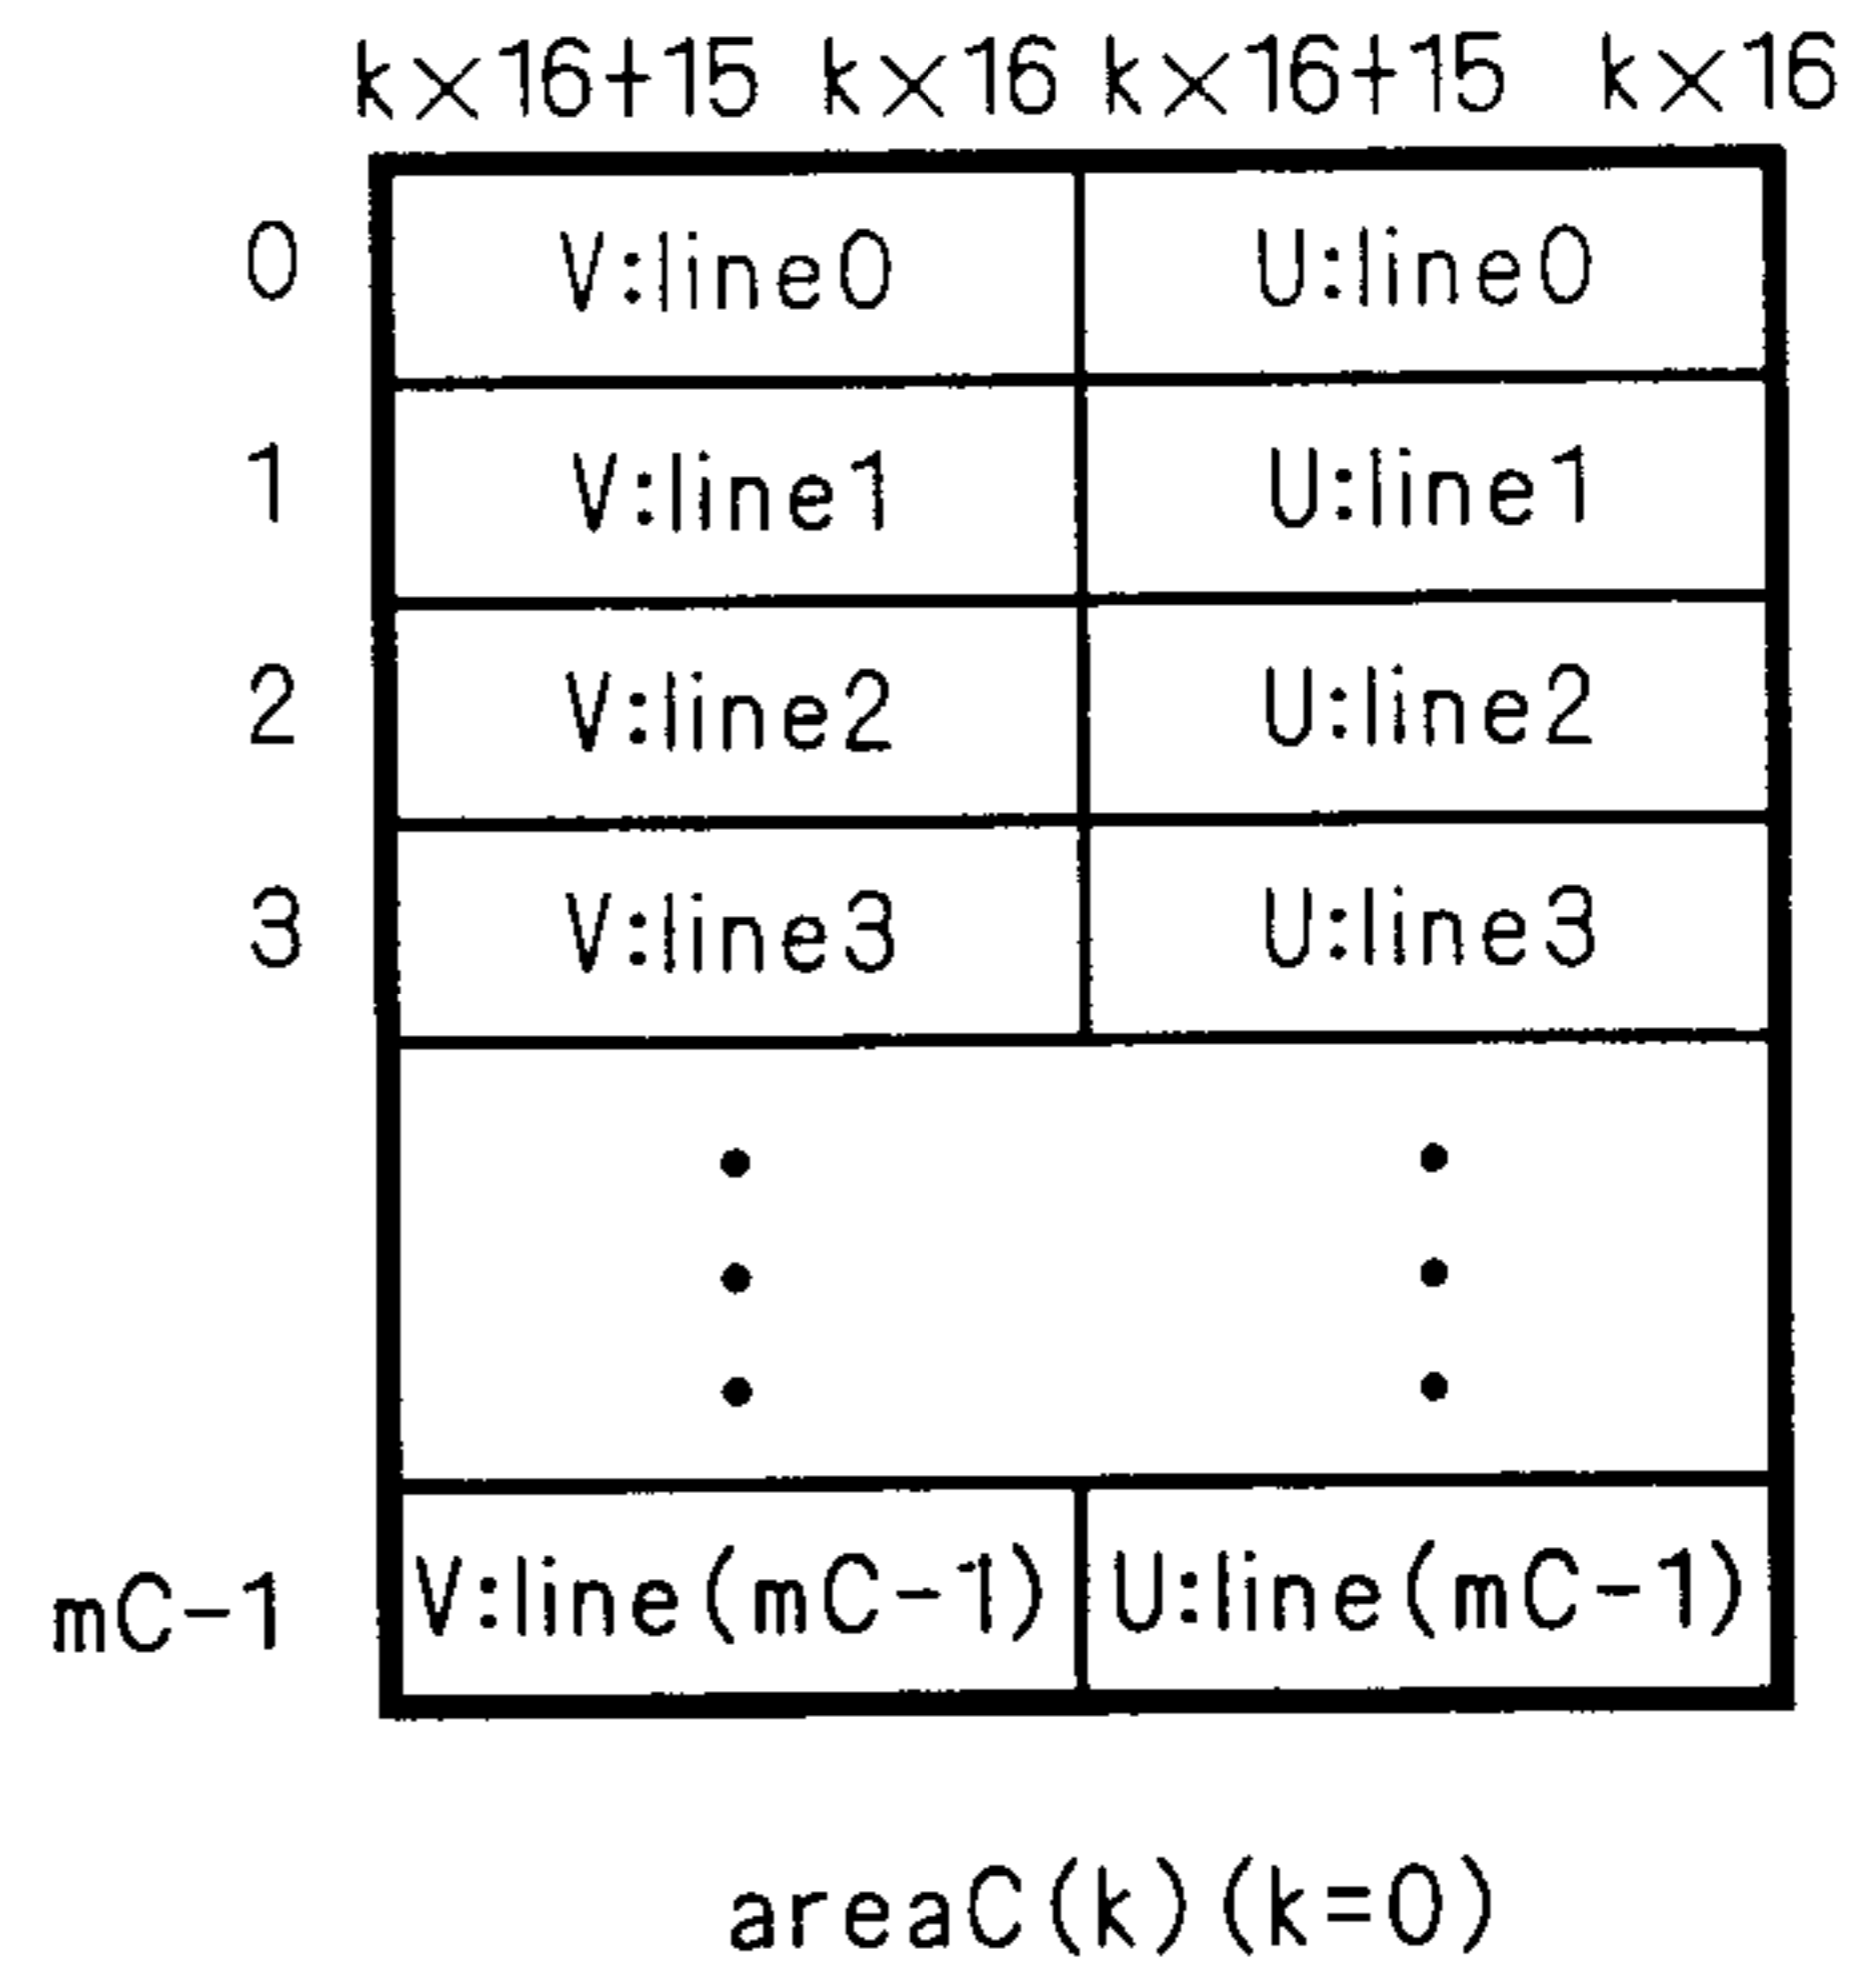 k×16+15 k×16 k×16+15 k×16
0 V:line0 U:line0
1 V:line1 U:line1
2 V:line2 U:line2
3 V:line3 U:line3
mC-1 V:line(mC-1) U:line(mC-1)
areaC(k)(k=0)